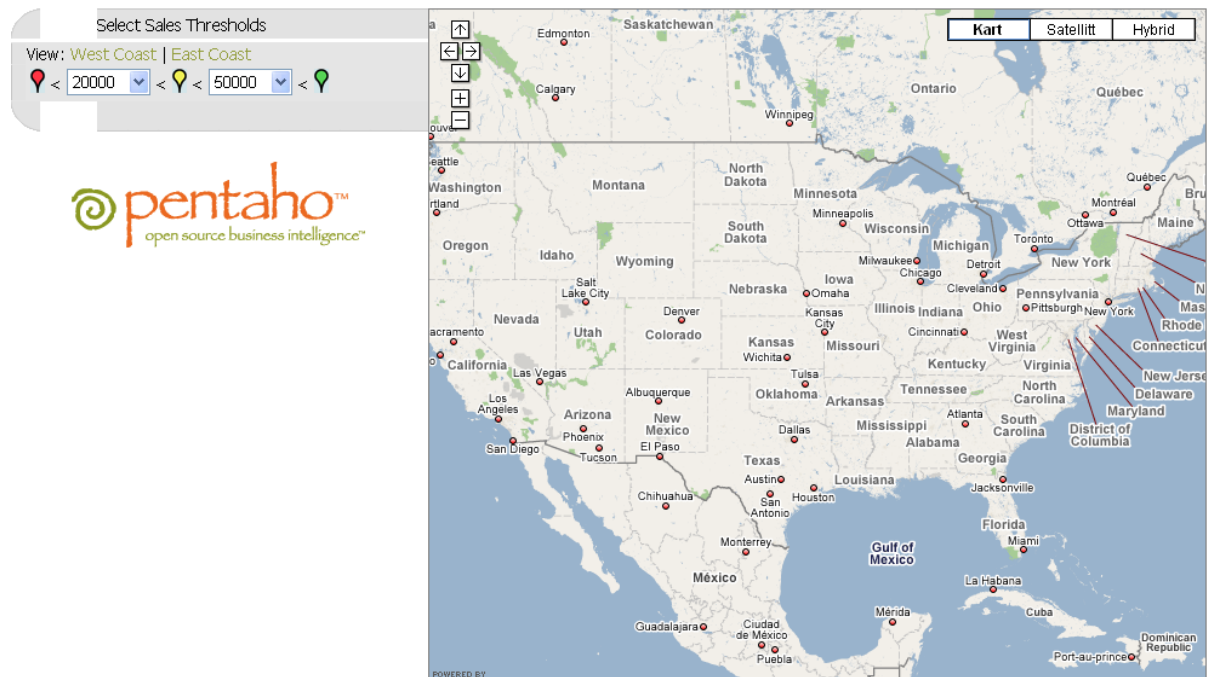 Select Sales Thresholds
View: West Coast | East Coast
< 20000 < < 50000 <
pentaho™
open source business intelligence™
Kart Satellitt Hybrid
Saskatchewan
Edmonton
Calgary
Ontario
Québec
Winnipeg
Seattle
Washington
Montana
North
Dakota
Minnesota
Minneapolis
Québec
Montréal
Ottawa
Maine
Oregon
Idaho
Wyoming
South
Dakota
Wisconsin
Michigan
Toronto
New York
Milwaukee
Chicago
Detroit
Cleveland
Salt
Lake City
Nebraska
Iowa
Omaha
Pennsylvania
Pittsburgh
New York
Nevada
Utah
Denver
Colorado
Kansas
City
Illinois
Indiana
Ohio
Rhode
Connecticut
Sacramento
California
Las Vegas
Kansas
Wichita
Missouri
Cincinnati
West
Virginia
Kentucky
Virginia
New Jerse
Delaware
Maryland
District of
Columbia
Los
Angeles
San Diego
Arizona
Phoenix
Tucson
Albuquerque
New
Mexico
El Paso
Tulsa
Oklahoma
Arkansas
Tennessee
North
Carolina
Dallas
Mississippi
Alabama
Atlanta
South
Carolina
Georgia
Texas
Austin
San
Antonio
Houston
Louisiana
Jacksonville
Chihuahua
Florida
Miami
Monterrey
Gulf of
Mexico
México
La Habana
Cuba
Guadalajara
Ciudad
de México
Puebla
Mérida
Port-au-prince
Dominican
Republic
POWERED BY